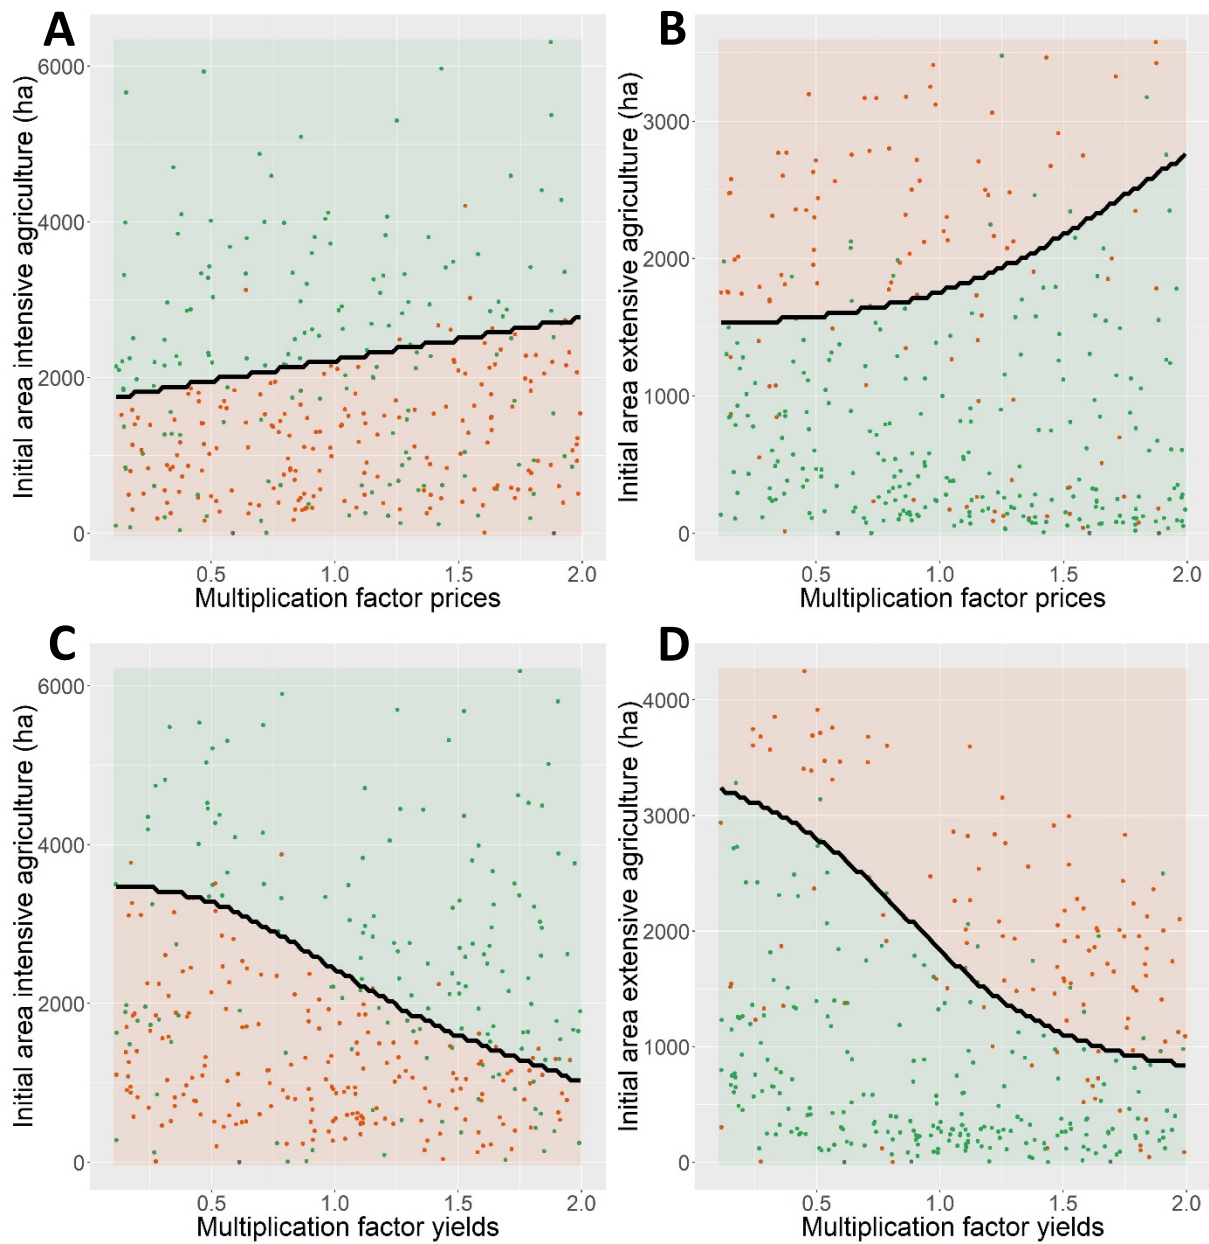 A
Initial area intensive agriculture (ha)
6000
4000
2000
0
0.5 1.0 1.5 2.0
Multiplication factor prices
B
Initial area extensive agriculture (ha)
3000
2000
1000
0
0.5 1.0 1.5 2.0
Multiplication factor prices
C
Initial area intensive agriculture (ha)
6000
4000
2000
0
0.5 1.0 1.5 2.0
Multiplication factor yields
D
Initial area extensive agriculture (ha)
4000
3000
2000
1000
0
0.5 1.0 1.5 2.0
Multiplication factor yields